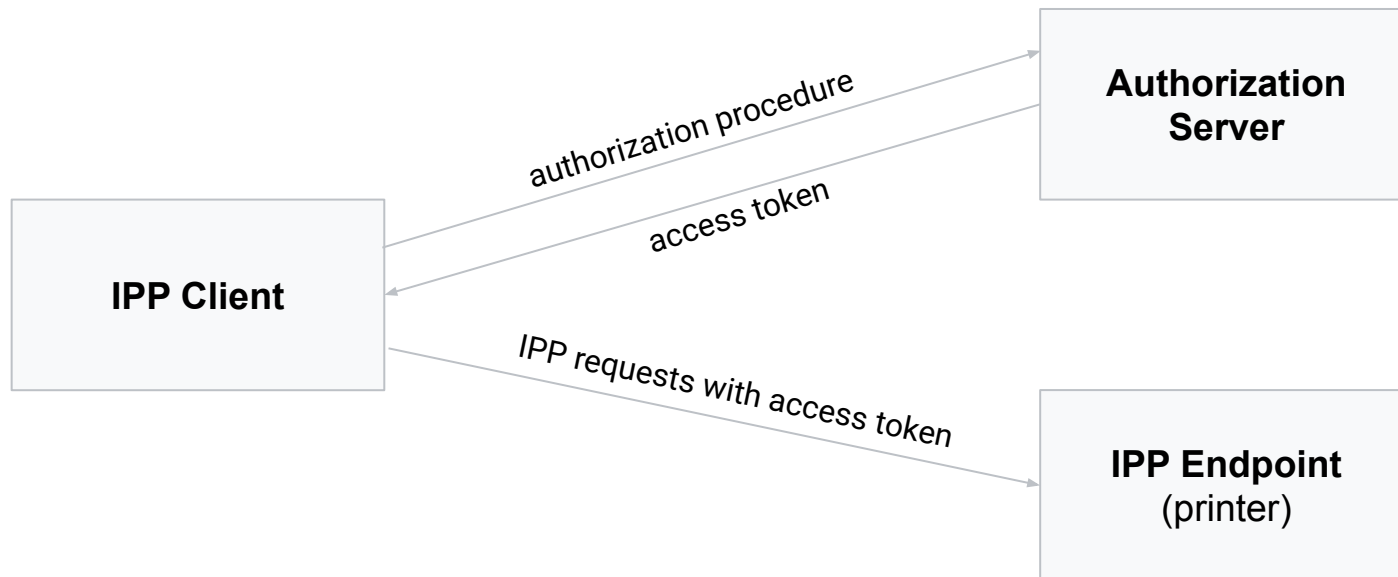 authorization procedure
access token
Authorization
Server
IPP Client
IPP requests with access token
IPP Endpoint
(printer)